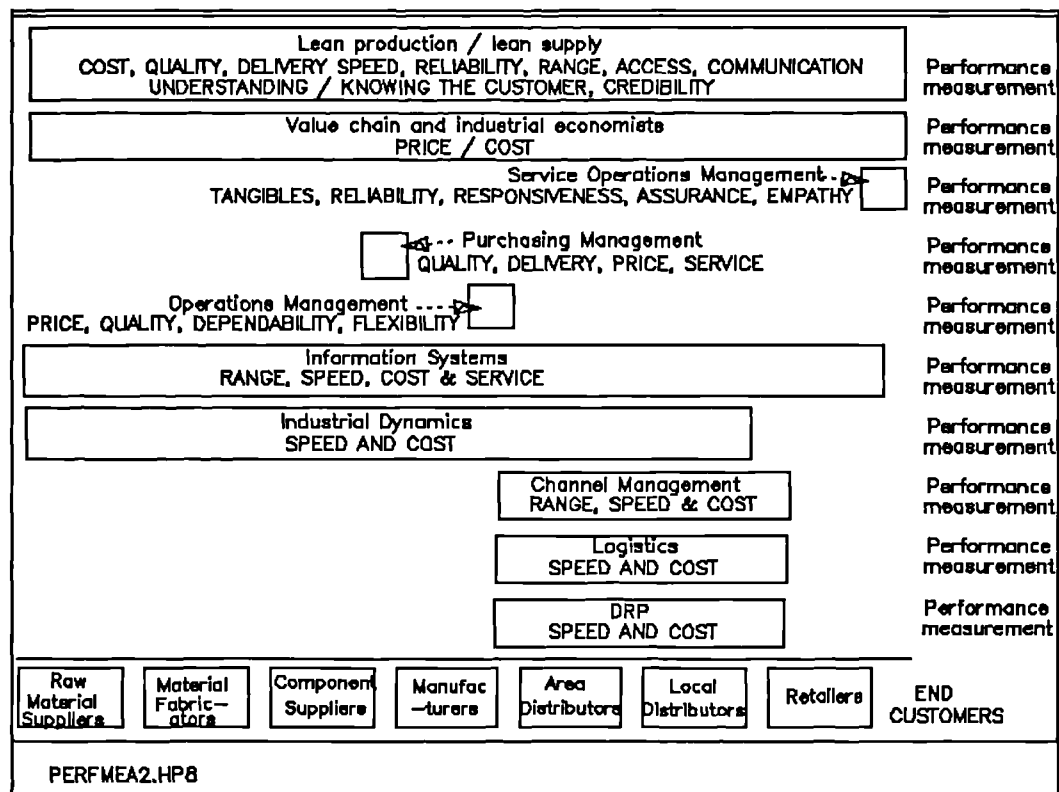 Lean production / lean supply
COST, QUALITY, DELIVERY SPEED, RELIABILITY, RANGE, ACCESS, COMMUNICATION
UNDERSTANDING / KNOWING THE CUSTOMER, CREDIBILITY
Performance
measurement
Value chain and industrial economists
PRICE / COST
Performance
measurement
Service Operations Management
TANGIBLES, RELIABILITY, RESPONSIVENESS, ASSURANCE, EMPATHY
Performance
measurement
Purchasing Management
QUALITY, DELIVERY, PRICE, SERVICE
Performance
measurement
Operations Management
PRICE, QUALITY, DEPENDABILITY, FLEXIBILITY
Performance
measurement
Information Systems
RANGE, SPEED, COST & SERVICE
Performance
measurement
Industrial Dynamics
SPEED AND COST
Performance
measurement
Channel Management
RANGE, SPEED & COST
Performance
measurement
Logistics
SPEED AND COST
Performance
measurement
DRP
SPEED AND COST
Performance
measurement
Raw
Material
Suppliers
Material
Fabric-
ators
Component
Suppliers
Manufac
-turers
Area
Distributors
Local
Distributors
Retailers
END
CUSTOMERS
PERFMEA2.HP8